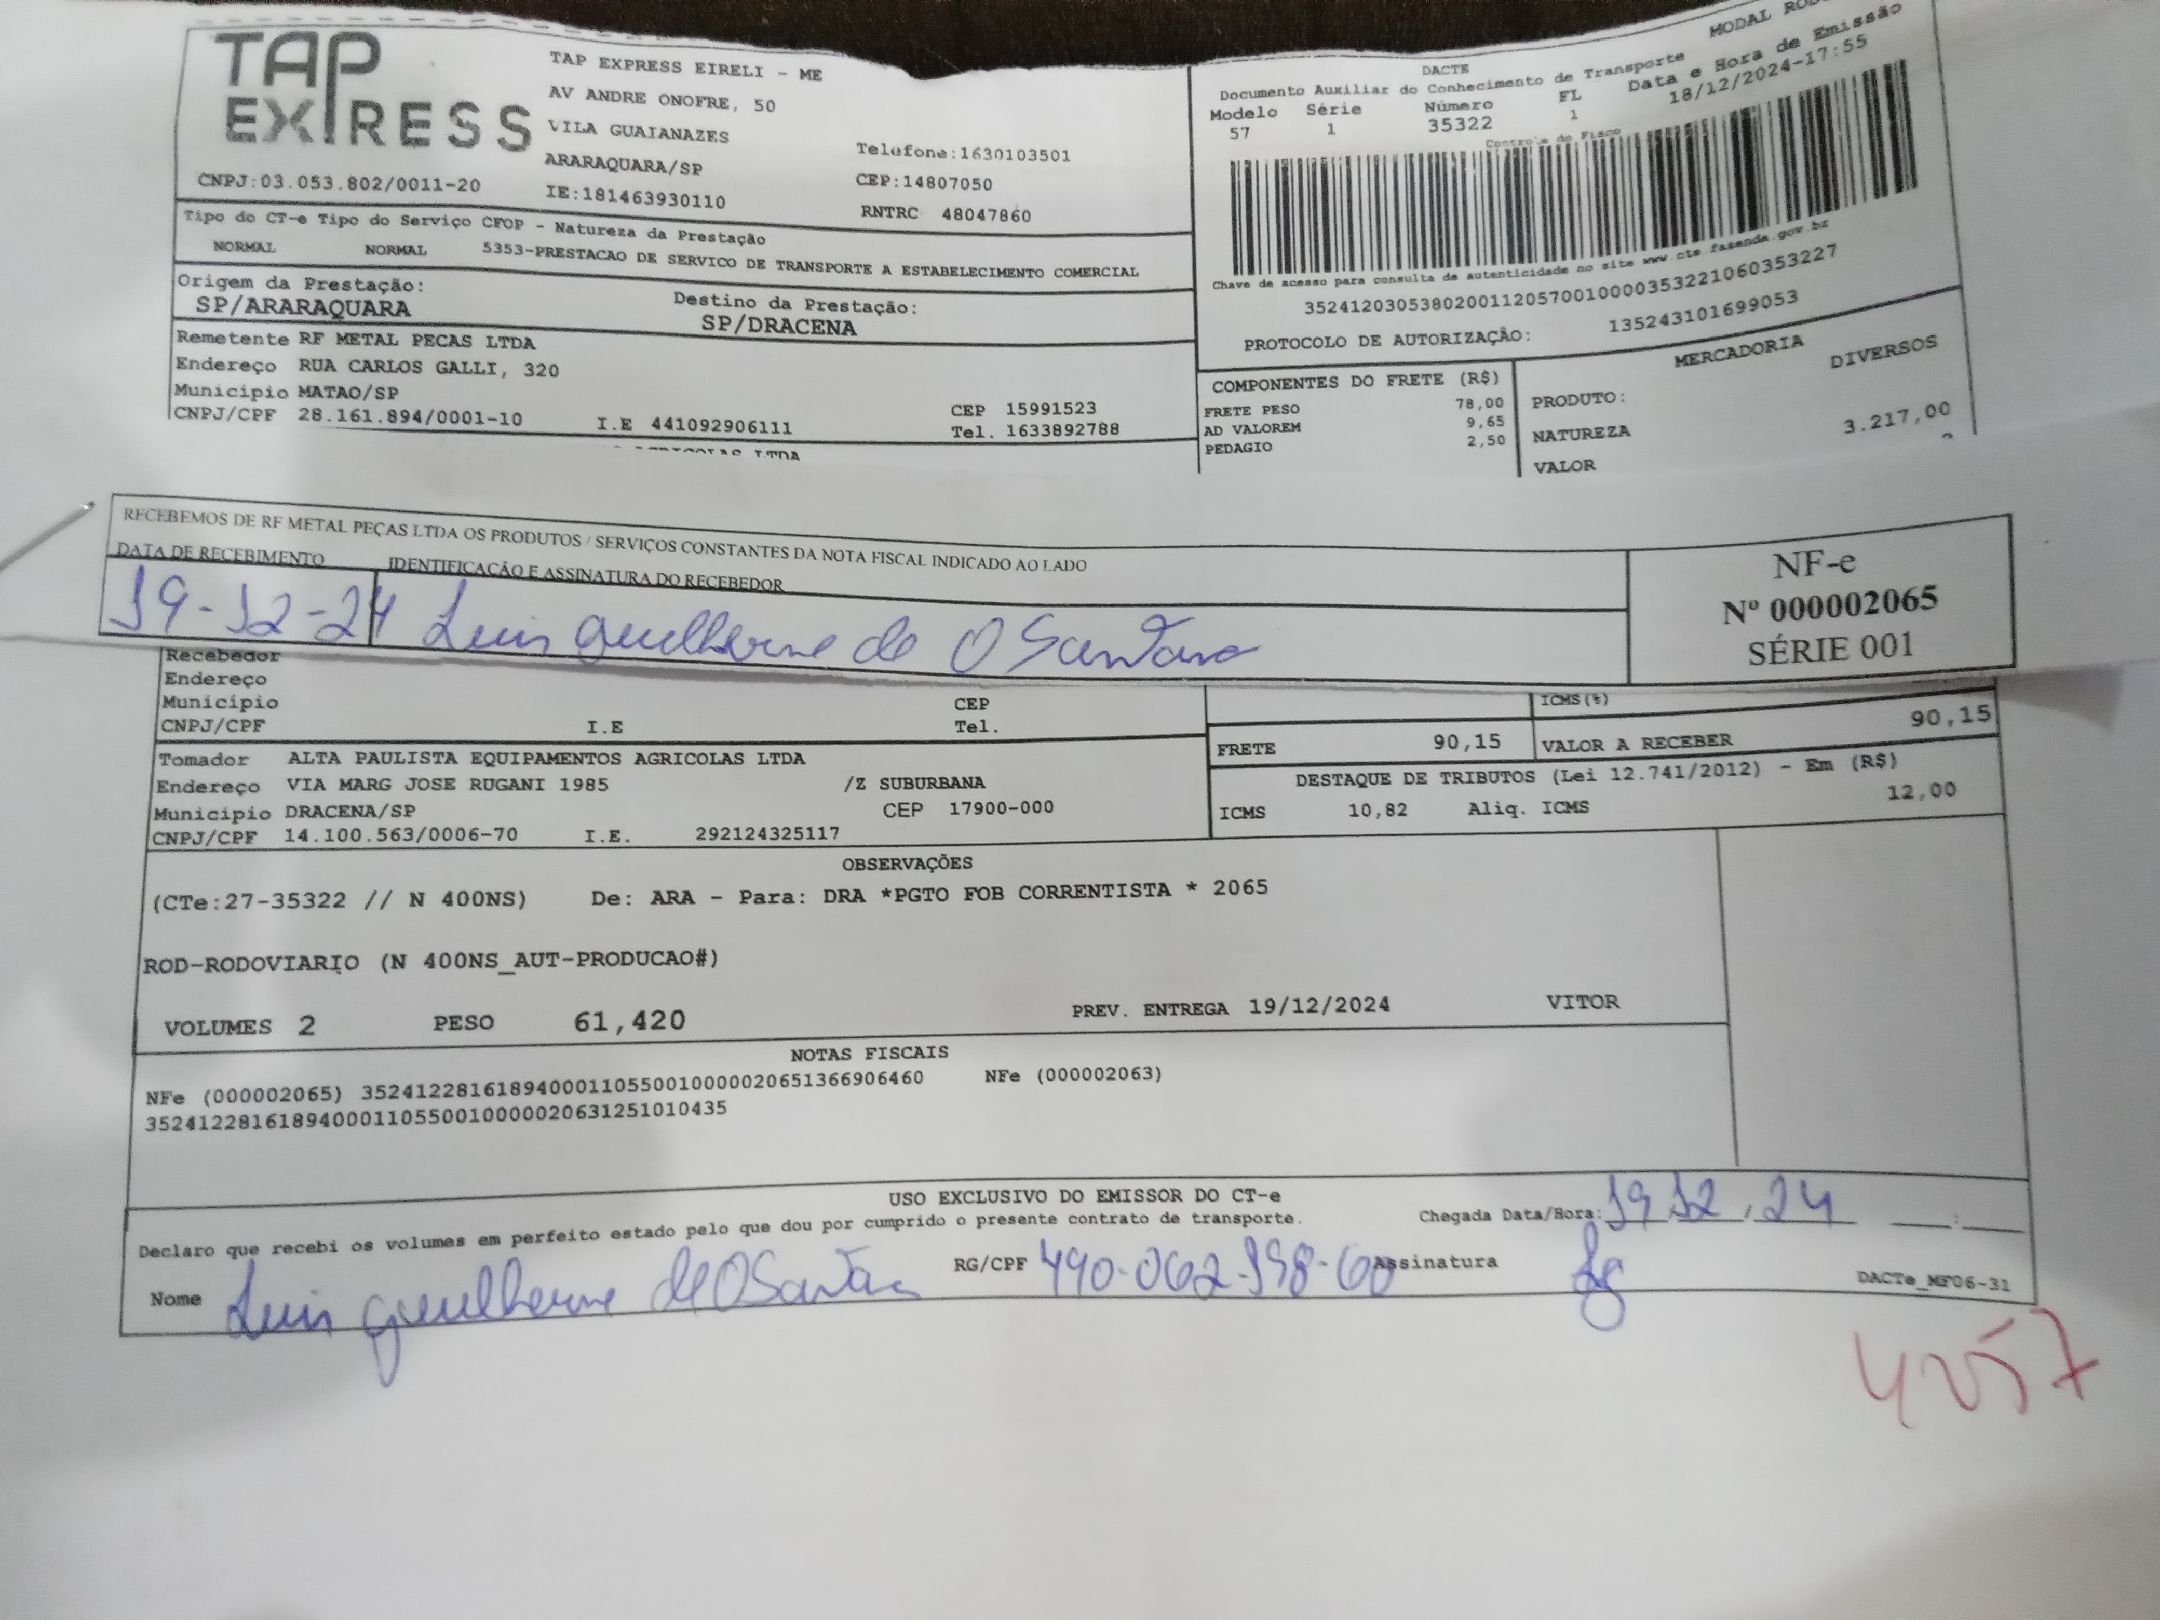 TAP EXPRESS
TAP EXPRESS EIRELI - ME
AV ANDRE ONOFRE, 50
VILA GUAIANAZES
ARARAQUARA/SP
IE:181463930110
CNPJ:03.053.802/0011-20
Telefone:1630103501
CEP:14807050
RNTRC 48047860
Tipo do CT-e Tipo do Serviço CFOP - Natureza da Prestação
NORMAL NORMAL 5353-PRESTACAO DE SERVICO DE TRANSPORTE A ESTABELECIMENTO COMERCIAL
Origem da Prestação: Destino da Prestação:
SP/ARARAQUARA SP/DRACENA
Remetente RF METAL PECAS LTDA
Endereço RUA CARLOS GALLI, 320
Municipio MATAO/SP CEP 15991523
CNPJ/CPF 28.161.894/0001-10 I.E 441092906111 Tel. 1633892788
LTDA
DACTE MODAL
Documento Auxiliar do Conhecimento de Transporte
Modelo Série Número FL Data e Hora de Emissão
57 1 35322 1 18/12/2024-17:55
Controle do Fisco
Chave de acesso para consulta de autenticidade no site www.cte fazenda.gov.br
35241203053802001120570010000353221060353227
PROTOCOLO DE AUTORIZAÇÃO: 135243101699053
COMPONENTES DO FRETE (R$)
FRETE PESO 78,00
AD VALOREM 9,65
PEDAGIO 2,50
MERCADORIA
PRODUTO: DIVERSOS
NATUREZA
VALOR 3.217,00
RECEBEMOS DE RF METAL PEÇAS LTDA OS PRODUTOS / SERVIÇOS CONSTANTES DA NOTA FISCAL INDICADO AO LADO
DATA DE RECEBIMENTO IDENTIFICAÇÃO E ASSINATURA DO RECEBEDOR
19-12-24 Luis guilherme de O Santana
NF-e
Nº 000002065
SÉRIE 001
Recebedor
Endereço
Municipio CEP
CNPJ/CPF I.E Tel.
ICMS(%)
FRETE 90,15 VALOR A RECEBER 90,15
Tomador ALTA PAULISTA EQUIPAMENTOS AGRICOLAS LTDA
Endereço VIA MARG JOSE RUGANI 1985 /Z SUBURBANA
Municipio DRACENA/SP CEP 17900-000
CNPJ/CPF 14.100.563/0006-70 I.E. 292124325117
DESTAQUE DE TRIBUTOS (Lei 12.741/2012) - Em (R$)
ICMS 10,82 Aliq. ICMS 12,00
OBSERVAÇÕES
(CTe:27-35322 // N 400NS) De: ARA - Para: DRA *PGTO FOB CORRENTISTA * 2065
ROD-RODOVIARIO (N 400NS_AUT-PRODUCAO#)
VOLUMES 2 PESO 61,420 PREV. ENTREGA 19/12/2024 VITOR
NOTAS FISCAIS
NFe (000002065) 35241228161894000110550010000020651366906460 NFe (000002063)
35241228161894000110550010000020631251010435
USO EXCLUSIVO DO EMISSOR DO CT-e
Declaro que recebi os volumes em perfeito estado pelo que dou por cumprido o presente contrato de transporte.
Chegada Data/Hora: 19 12 , 24 __:__
Nome Luis guilherme de O Santana RG/CPF 490-062-198-60 Assinatura
DACTe_MF06-31
4257